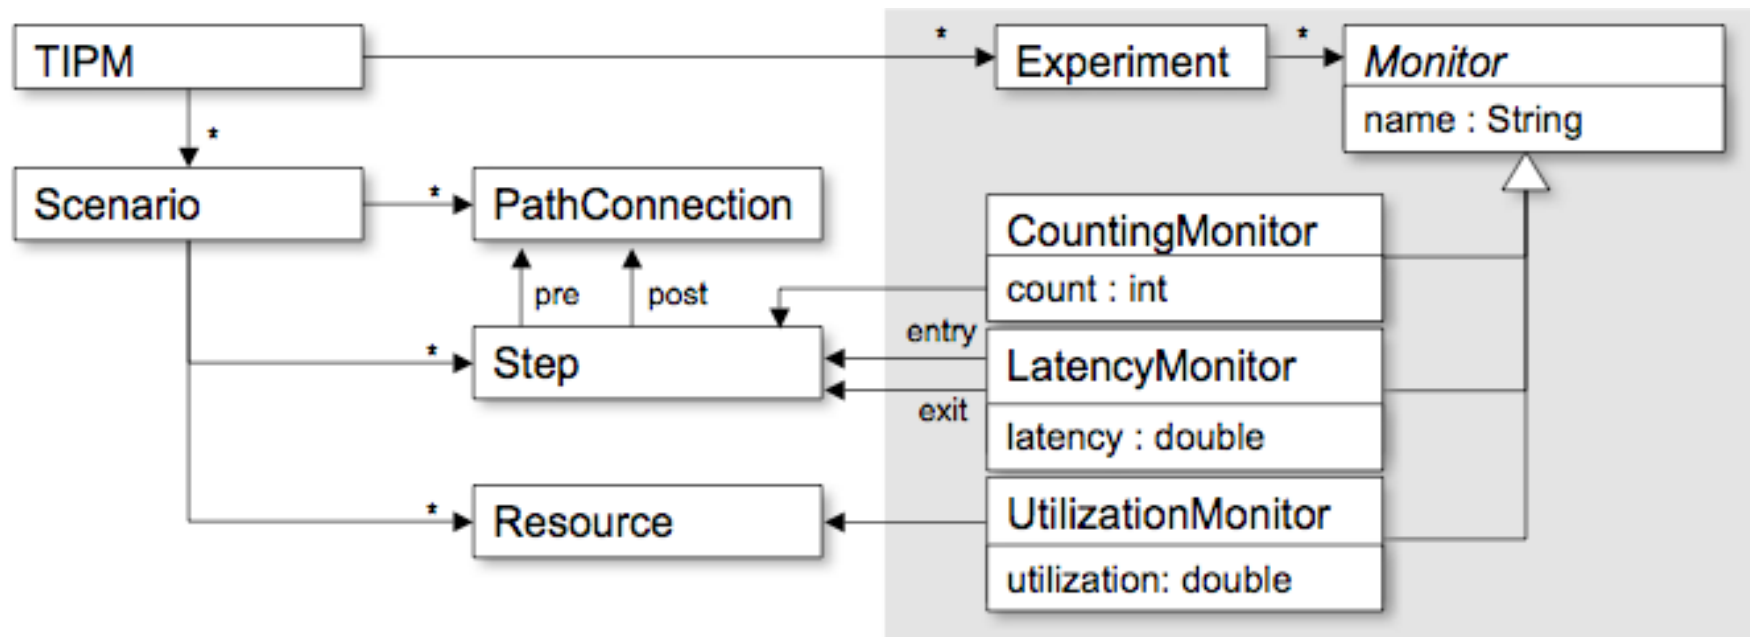 TIPM
*
Experiment
*
Monitor
name : String
*
Scenario
*
PathConnection
pre
post
CountingMonitor
count : int
entry
*
Step
LatencyMonitor
exit
latency : double
*
Resource
UtilizationMonitor
utilization: double